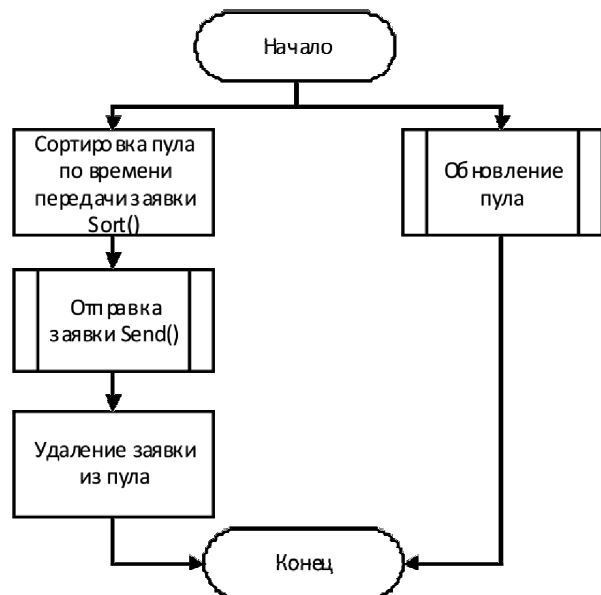 Начало
Сортировка пула
по времени
передачи заявки
Sort()
Обновление
пула
Отправка
заявки Send()
Удаление заявки
из пула
Конец